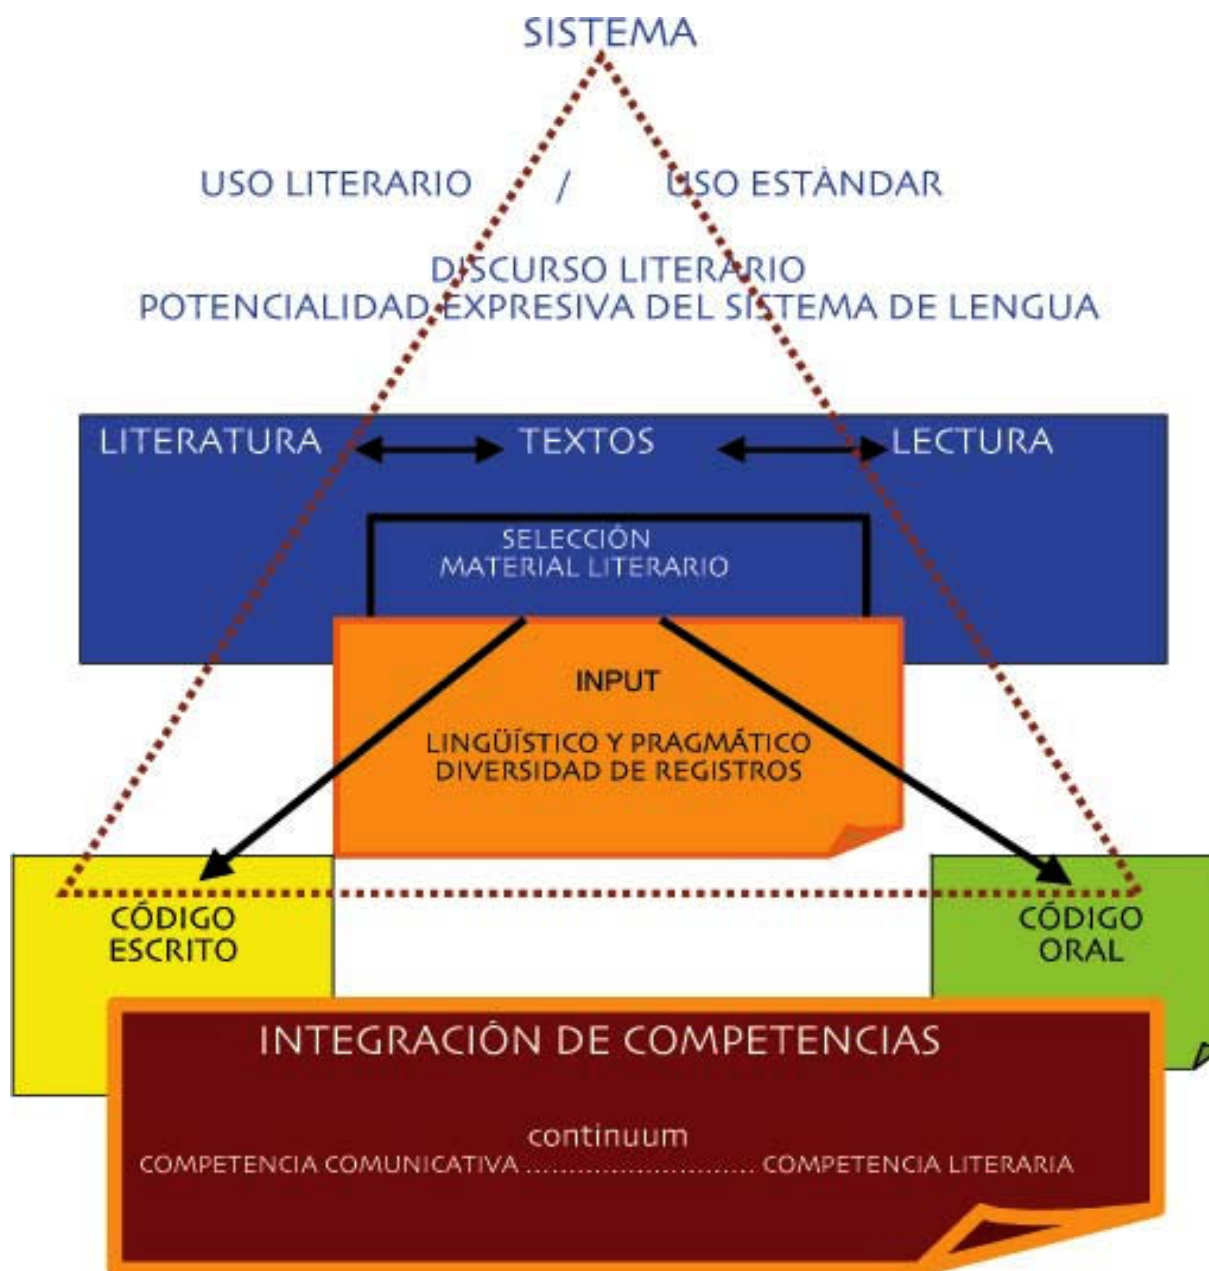 SISTEMA
USO LITERARIO / USO ESTÀNDAR
DISCURSO LITERARIO
POTENCIALIDAD EXPRESIVA DEL SISTEMA DE LENGUA
LITERATURA TEXTOS LECTURA
SELECCIÓN
MATERIAL LITERARIO
INPUT
LINGÜÍSTICO Y PRAGMÁTICO
DIVERSIDAD DE REGISTROS
CÓDIGO
ESCRITO
CÓDIGO
ORAL
INTEGRACIÓN DE COMPETENCIAS
continuum
COMPETENCIA COMUNICATIVA .......................... COMPETENCIA LITERARIA